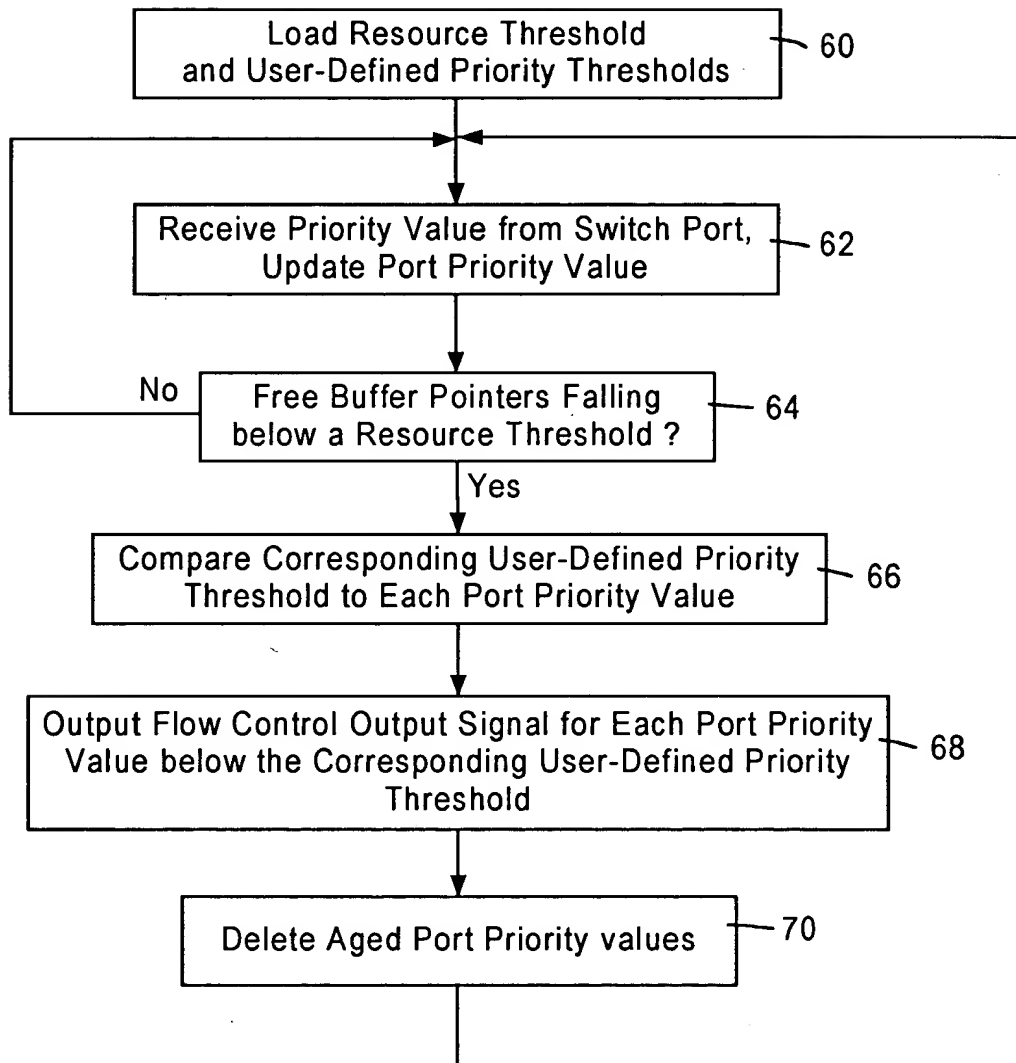 Load Resource Threshold
and User-Defined Priority Thresholds
60
Receive Priority Value from Switch Port,
Update Port Priority Value
62
No
Free Buffer Pointers Falling
below a Resource Threshold ?
64
Yes
Compare Corresponding User-Defined Priority
Threshold to Each Port Priority Value
66
Output Flow Control Output Signal for Each Port Priority
Value below the Corresponding User-Defined Priority
Threshold
68
Delete Aged Port Priority values
70